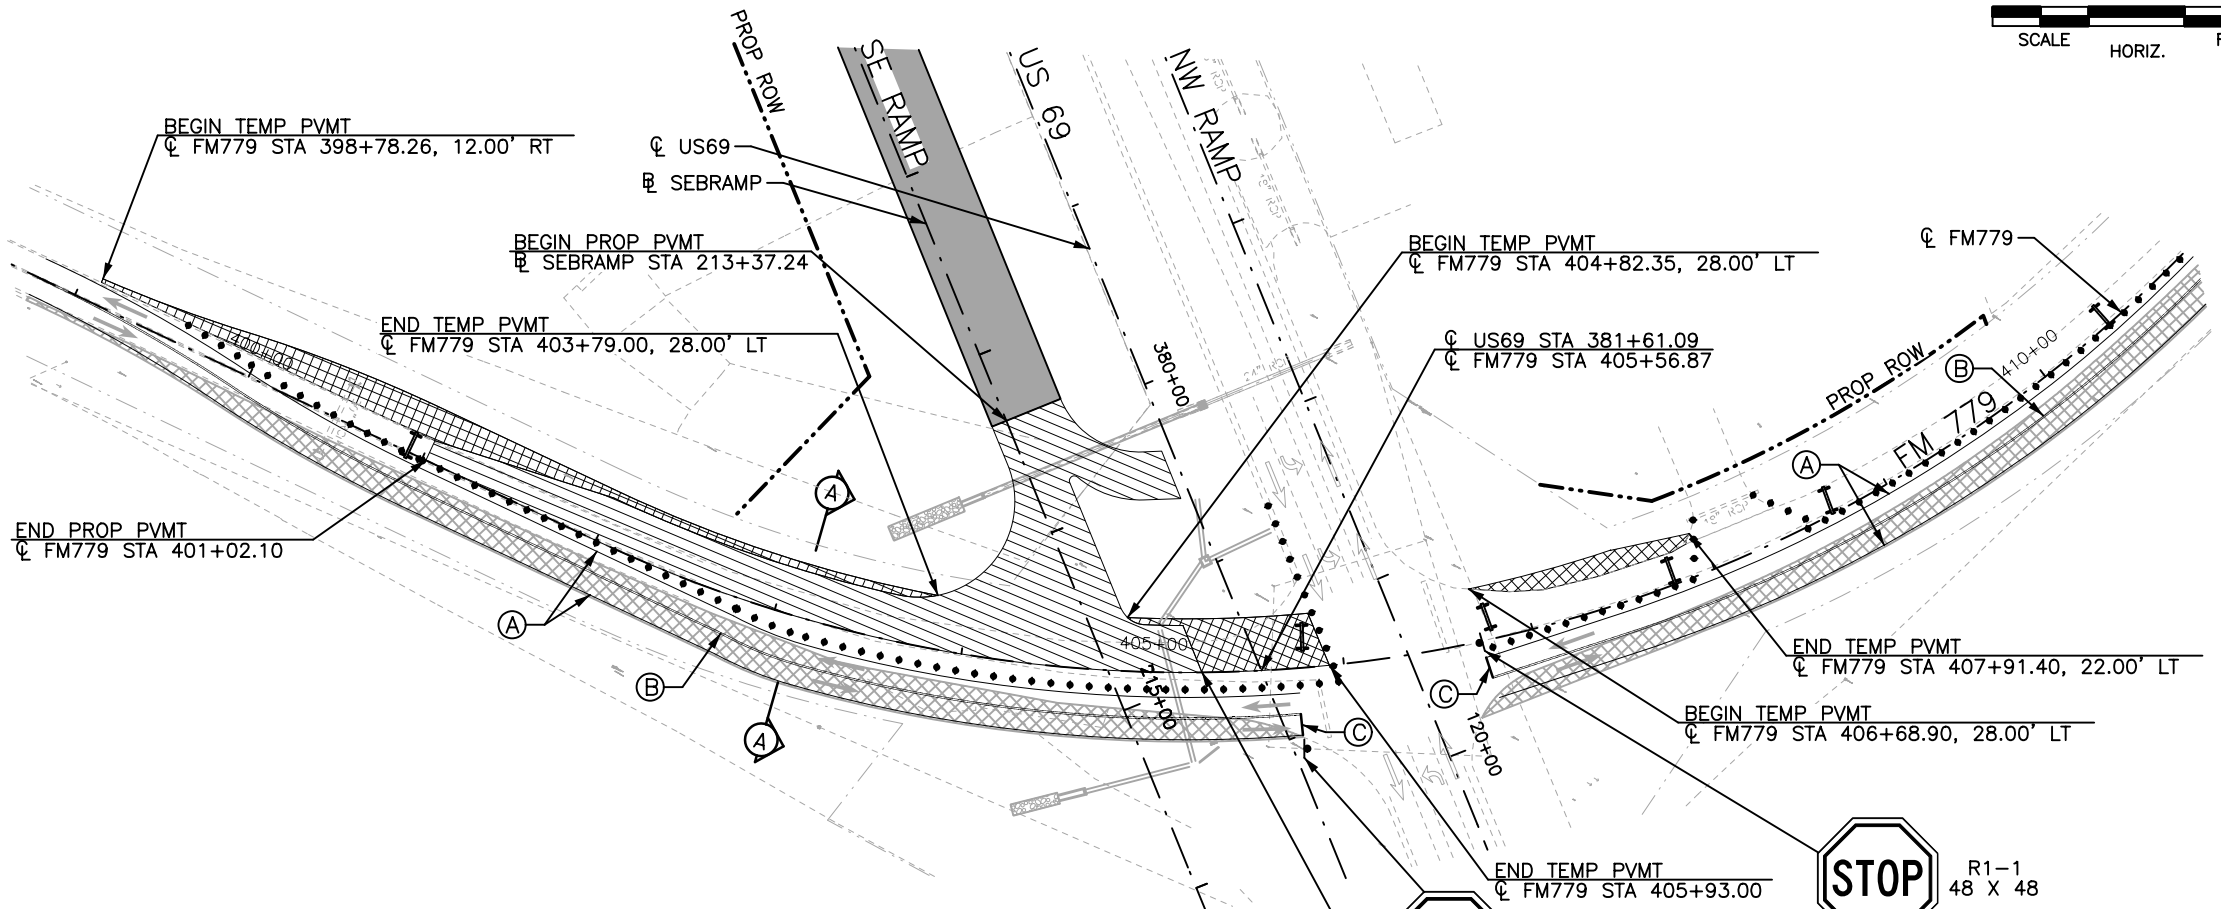 SCALE
HORIZ.
PROP ROW
SE RAMP
US 69
NW RAMP
BEGIN TEMP PVMT
℄ FM779 STA 398+78.26, 12.00' RT
℄ US69
BL SEBRAMP
BEGIN PROP PVMT
BL SEBRAMP STA 213+37.24
END TEMP PVMT
℄ FM779 STA 403+79.00, 28.00' LT
BEGIN TEMP PVMT
℄ FM779 STA 404+82.35, 28.00' LT
℄ FM779
℄ US69 STA 381+61.09
℄ FM779 STA 405+56.87
380+00
400+00
410+00
PROP ROW
FM 779
B
A
A
END PROP PVMT
℄ FM779 STA 401+02.10
A
B
A
405+00
215+00
C
C
120+00
END TEMP PVMT
℄ FM779 STA 407+91.40, 22.00' LT
BEGIN TEMP PVMT
℄ FM779 STA 406+68.90, 28.00' LT
END TEMP PVMT
℄ FM779 STA 405+93.00
STOP
R1-1
48 X 48